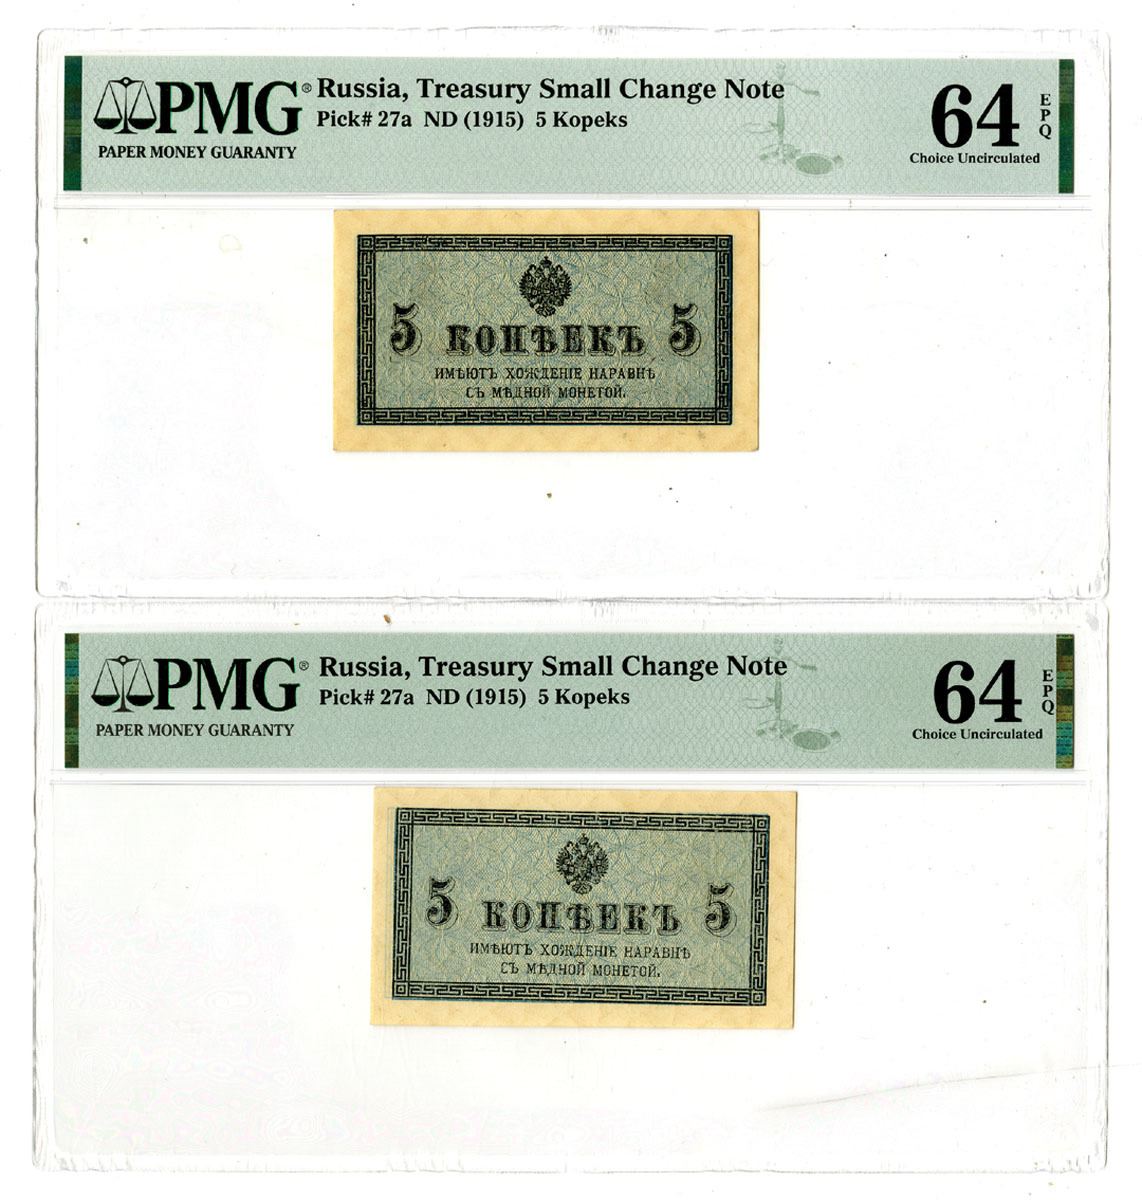 PMG® Russia, Treasury Small Change Note
Pick# 27a ND (1915) 5 Kopeks
PAPER MONEY GUARANTY
64 EPQ
Choice Uncirculated
5 КОПѢЕКЪ 5
ИМѢЮТЪ ХОЖДЕНІЕ НАРАВНѢ
СЪ МѢДНОЙ МОНЕТОЙ.
PMG® Russia, Treasury Small Change Note
Pick# 27a ND (1915) 5 Kopeks
PAPER MONEY GUARANTY
64 EPQ
Choice Uncirculated
5 КОПѢЕКЪ 5
ИМѢЮТЪ ХОЖДЕНІЕ НАРАВНѢ
СЪ МѢДНОЙ МОНЕТОЙ.